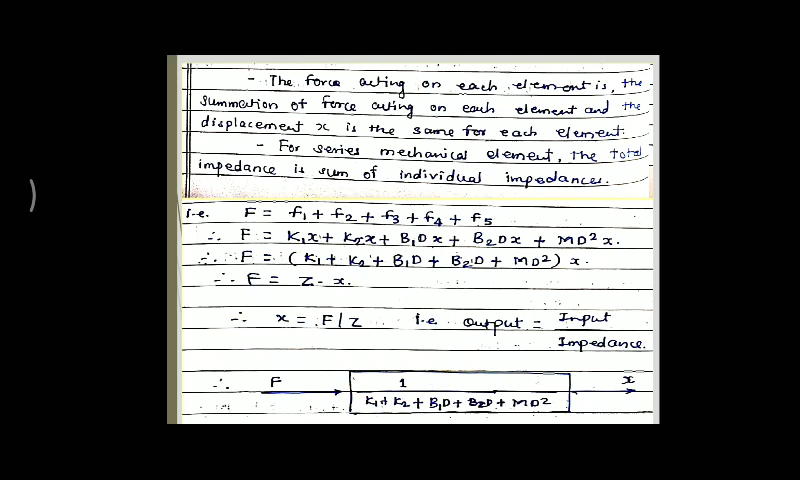 - The force acting on each element is, the
summation of force acting on each element and the
displacement x is the same for each element.
- For series mechanical element, the total
impedance is sum of individual impedances.
i.e. F = f₁ + f₂ + f₃ + f₄ + f₅
∴ F = K₁x + K₂x + B₁Dx + B₂Dx + MD²x.
∴ F = (K₁ + K₂ + B₁D + B₂D + MD²) x.
∴ F = Z · x.
∴ x = F/Z i.e output = Input
Impedance.
∴ F 1 x
K₁+ K₂ + B₁D + B₂D + MD²